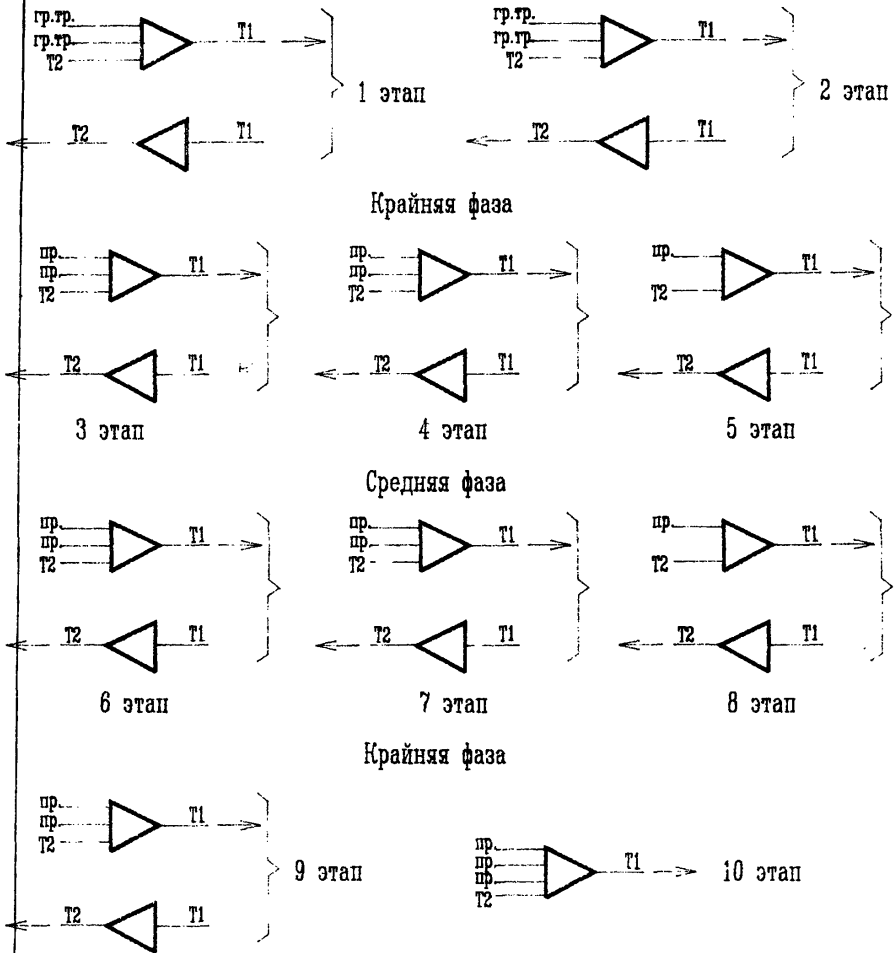 гр.тр.
гр.тр.
Т2
Т1
1 этап
Т2
Т1
гр.тр.
гр.гр.
Т2
Т1
2 этап
Т2
Т1
Крайняя фаза
пр.
пр.
Т2
Т1
Т2
Т1
3 этап
пр.
пр.
Т2
Т1
Т2
Т1
4 этап
пр.
Т2
Т1
Т2
Т1
5 этап
Средняя фаза
пр.
пр.
Т2
Т1
Т2
Т1
6 этап
пр.
пр.
Т2
Т1
Т2
Т1
7 этап
пр.
Т2
Т1
Т2
Т1
8 этап
Крайняя фаза
пр.
пр.
Т2
Т1
9 этап
Т2
Т1
пр.
пр.
пр.
Т2
Т1
10 этап